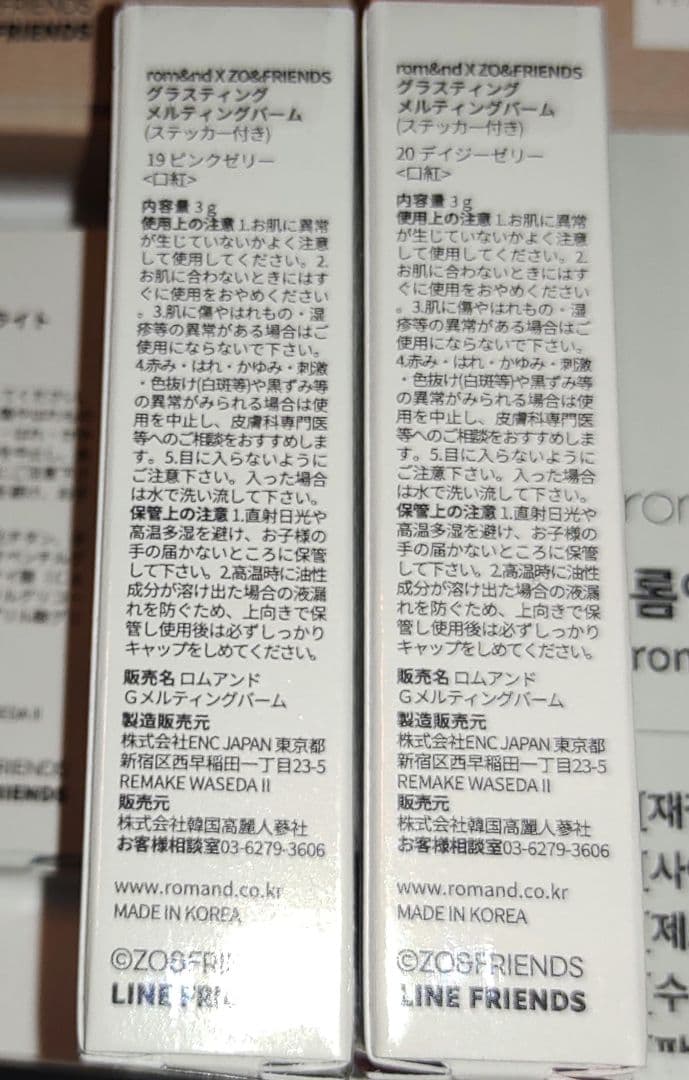 FRIENDS
FRIENDS
rom&nd X ZO&FRIENDS
グラスティング
メルティングバーム
(ステッカー付き)
19 ピンクゼリー
<口紅>
内容量 3 g
使用上の注意 1.お肌に異常
が生じていないかよく注意
して使用してください。2.
お肌に合わないときにはす
ぐに使用をおやめください
。3.肌に傷やはれもの・湿
疹等の異常がある場合はご
使用にならないで下さい。
4.赤み・はれ・かゆみ・刺激
・色抜け(白斑等)や黒ずみ等
の異常がみられる場合は使
用を中止し、皮膚科専門医
等へのご相談をおすすめしま
す。5.目に入らないように
ご注意下さい。入った場合
は水で洗い流して下さい。
保管上の注意 1.直射日光や
高温多湿を避け、お子様の
手の届かないところに保管
して下さい。2.高温時に油性
成分が溶け出た場合の液漏
れを防ぐため、上向きで保
管し使用後は必ずしっかり
キャップをしめてください。
販売名 ロムアンド
Gメルティングバーム
製造販売元
株式会社ENC JAPAN 東京都
新宿区西早稲田一丁目23-5
REMAKE WASEDA II
販売元
株式会社韓国高麗人蔘社
お客様相談室03-6279-3606
www.romand.co.kr
MADE IN KOREA
©ZO&FRI
LINE FRI
rom&nd X ZO&FRIENDS
グラスティング
メルティングバーム
(ステッカー付き)
20 デイジーゼリー
<口紅>
内容量 3 g
使用上の注意 1.お肌に異常
が生じていないかよく注意
して使用してください。2.
お肌に合わないときにはす
ぐに使用をおやめください
。3.肌に傷やはれもの・湿
疹等の異常がある場合はご
使用にならないで下さい。
4.赤み・はれ・かゆみ・刺激
・色抜け(白斑等)や黒ずみ等
の異常がみられる場合は使
用を中止し、皮膚科専門医
等へのご相談をおすすめしま
す。5.目に入らないように
ご注意下さい。入った場合
は水で洗い流して下さい。
保管上の注意 1.直射日光や
高温多湿を避け、お子様の
手の届かないところに保管
して下さい。2.高温時に油性
成分が溶け出た場合の液漏
れを防ぐため、上向きで保
管し使用後は必ずしっかり
キャップをしめてください。
販売名 ロムアンド
Gメルティングバーム
製造販売元
株式会社ENC JAPAN 東京都
新宿区西早稲田一丁目23-5
REMAKE WASEDA II
販売元
株式会社韓国高麗人蔘社
お客様相談室03-6279-3606
www.romand.co.kr
MADE IN KOREA
©ZO&FRIENDS
LINE FRIENDS
ライト
rom
롬
rom
[재
[사
[제
[수